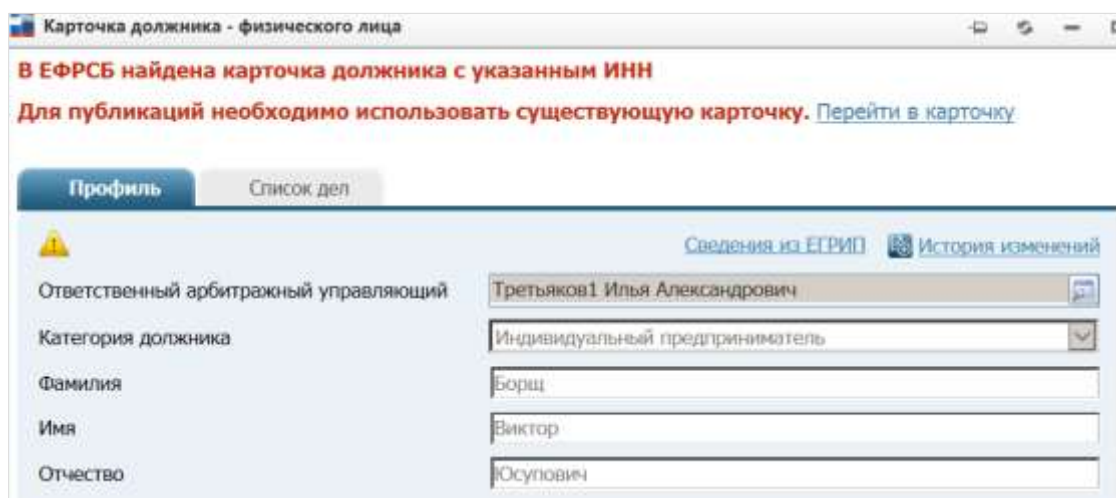 Карточка должника - физического лица
В ЕФРСБ найдена карточка должника с указанным ИНН
Для публикаций необходимо использовать существующую карточку. Перейти в карточку
Профиль Список дел
Сведения из ЕГРИП История изменений
Ответственный арбитражный управляющий Третьяков1 Илья Александрович
Категория должника Индивидуальный предприниматель
Фамилия Борщ
Имя Виктор
Отчество Юсупович